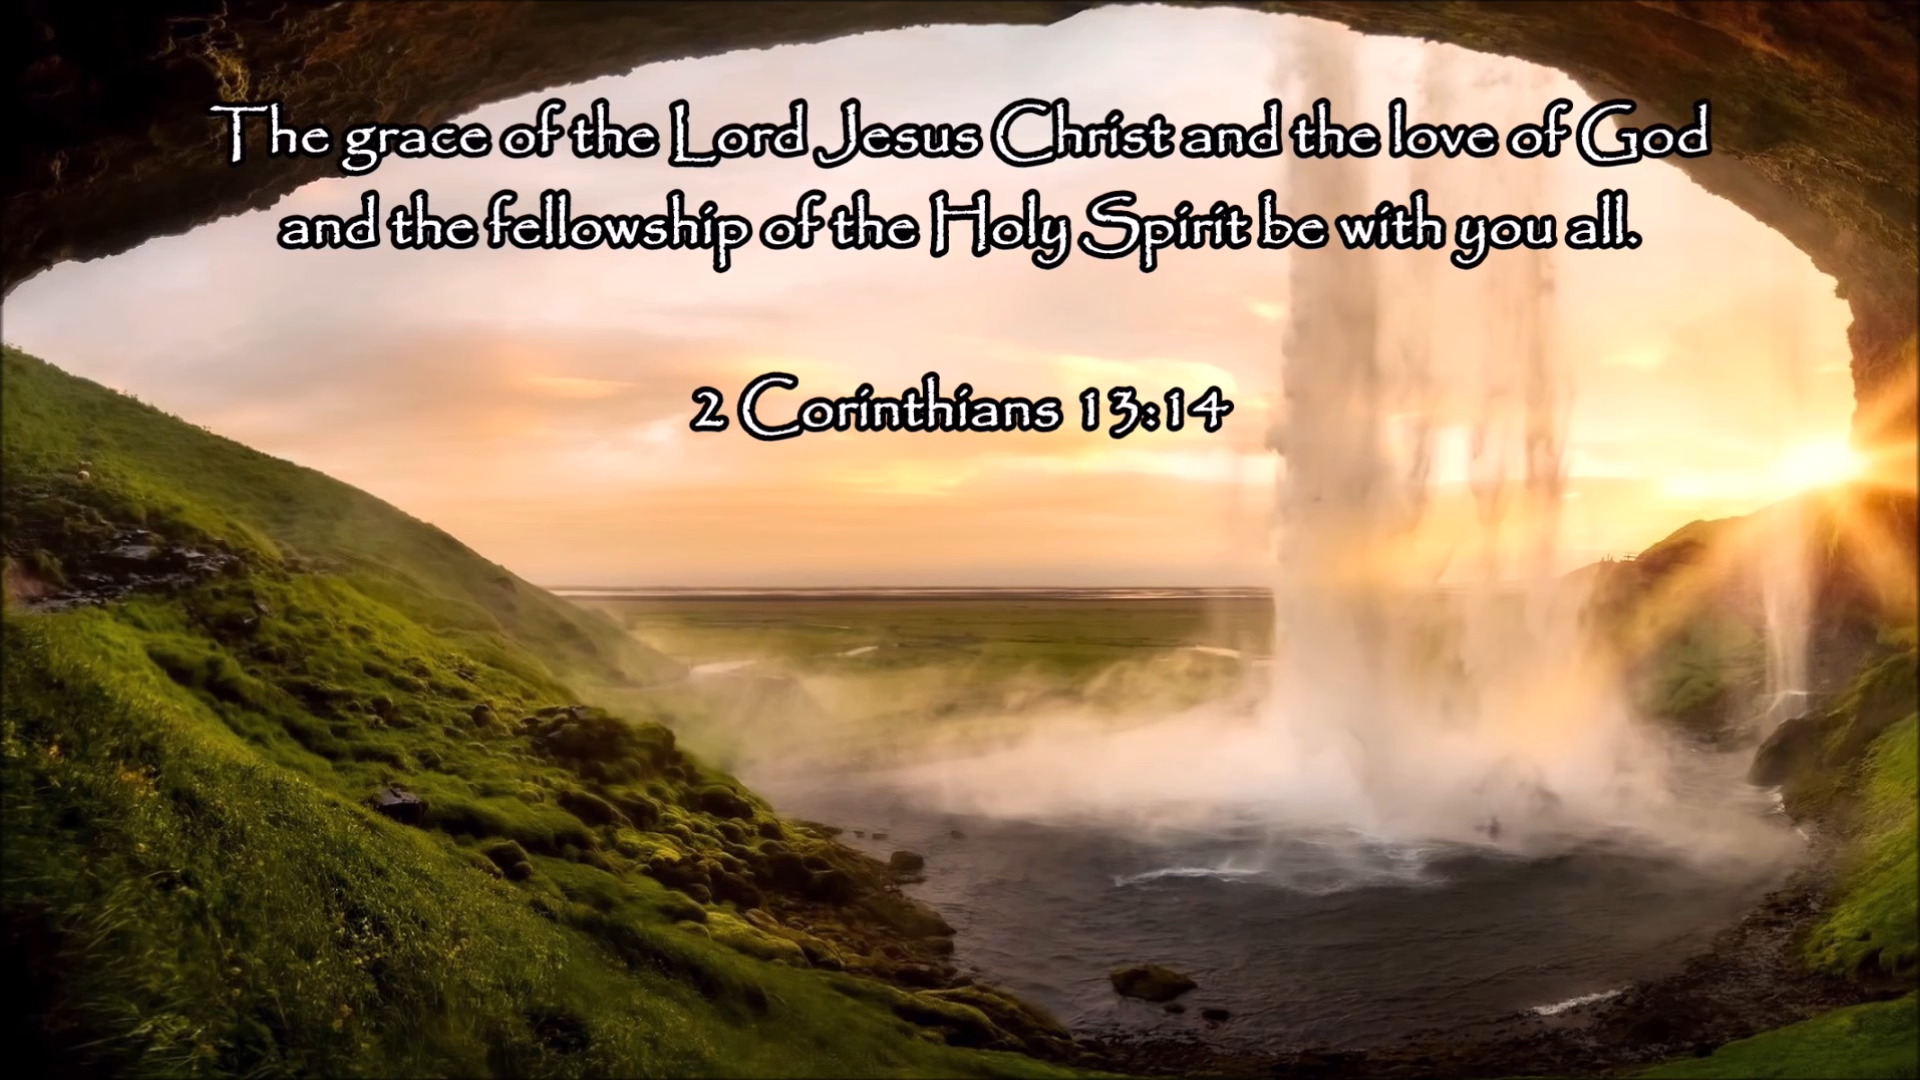 The grace of the Lord Jesus Christ and the love of God
and the fellowship of the Holy Spirit be with you all.
2 Corinthians 13:14